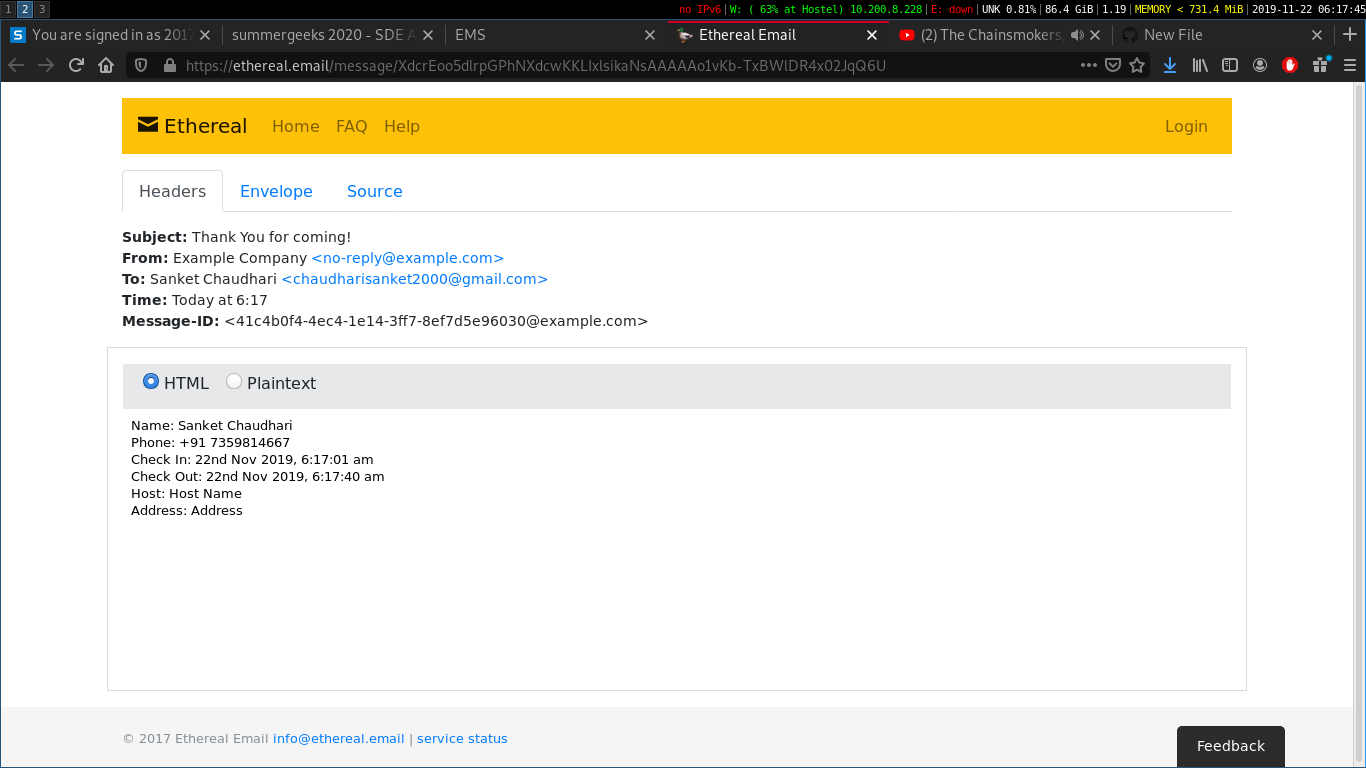 1 2 3 no IPv6|W: ( 63% at Hostel) 10.200.8.228|E: down|UNK 0.81%|86.4 GiB|1.19|MEMORY < 731.4 MiB|2019-11-22 06:17:45
You are signed in as 2017 summergeeks 2020 - SDE A EMS Ethereal Email (2) The Chainsmokers, New File
https://ethereal.email/message/XdcrEoo5dlrpGPhNXdcwKKLIxlsikaNsAAAAAo1vKb-TxBWlDR4x02JqQ6U
Ethereal Home FAQ Help Login
Headers Envelope Source
Subject: Thank You for coming!
From: Example Company <no-reply@example.com>
To: Sanket Chaudhari <chaudharisanket2000@gmail.com>
Time: Today at 6:17
Message-ID: <41c4b0f4-4ec4-1e14-3ff7-8ef7d5e96030@example.com>
HTML Plaintext
Name: Sanket Chaudhari
Phone: +91 7359814667
Check In: 22nd Nov 2019, 6:17:01 am
Check Out: 22nd Nov 2019, 6:17:40 am
Host: Host Name
Address: Address
© 2017 Ethereal Email info@ethereal.email | service status
Feedback